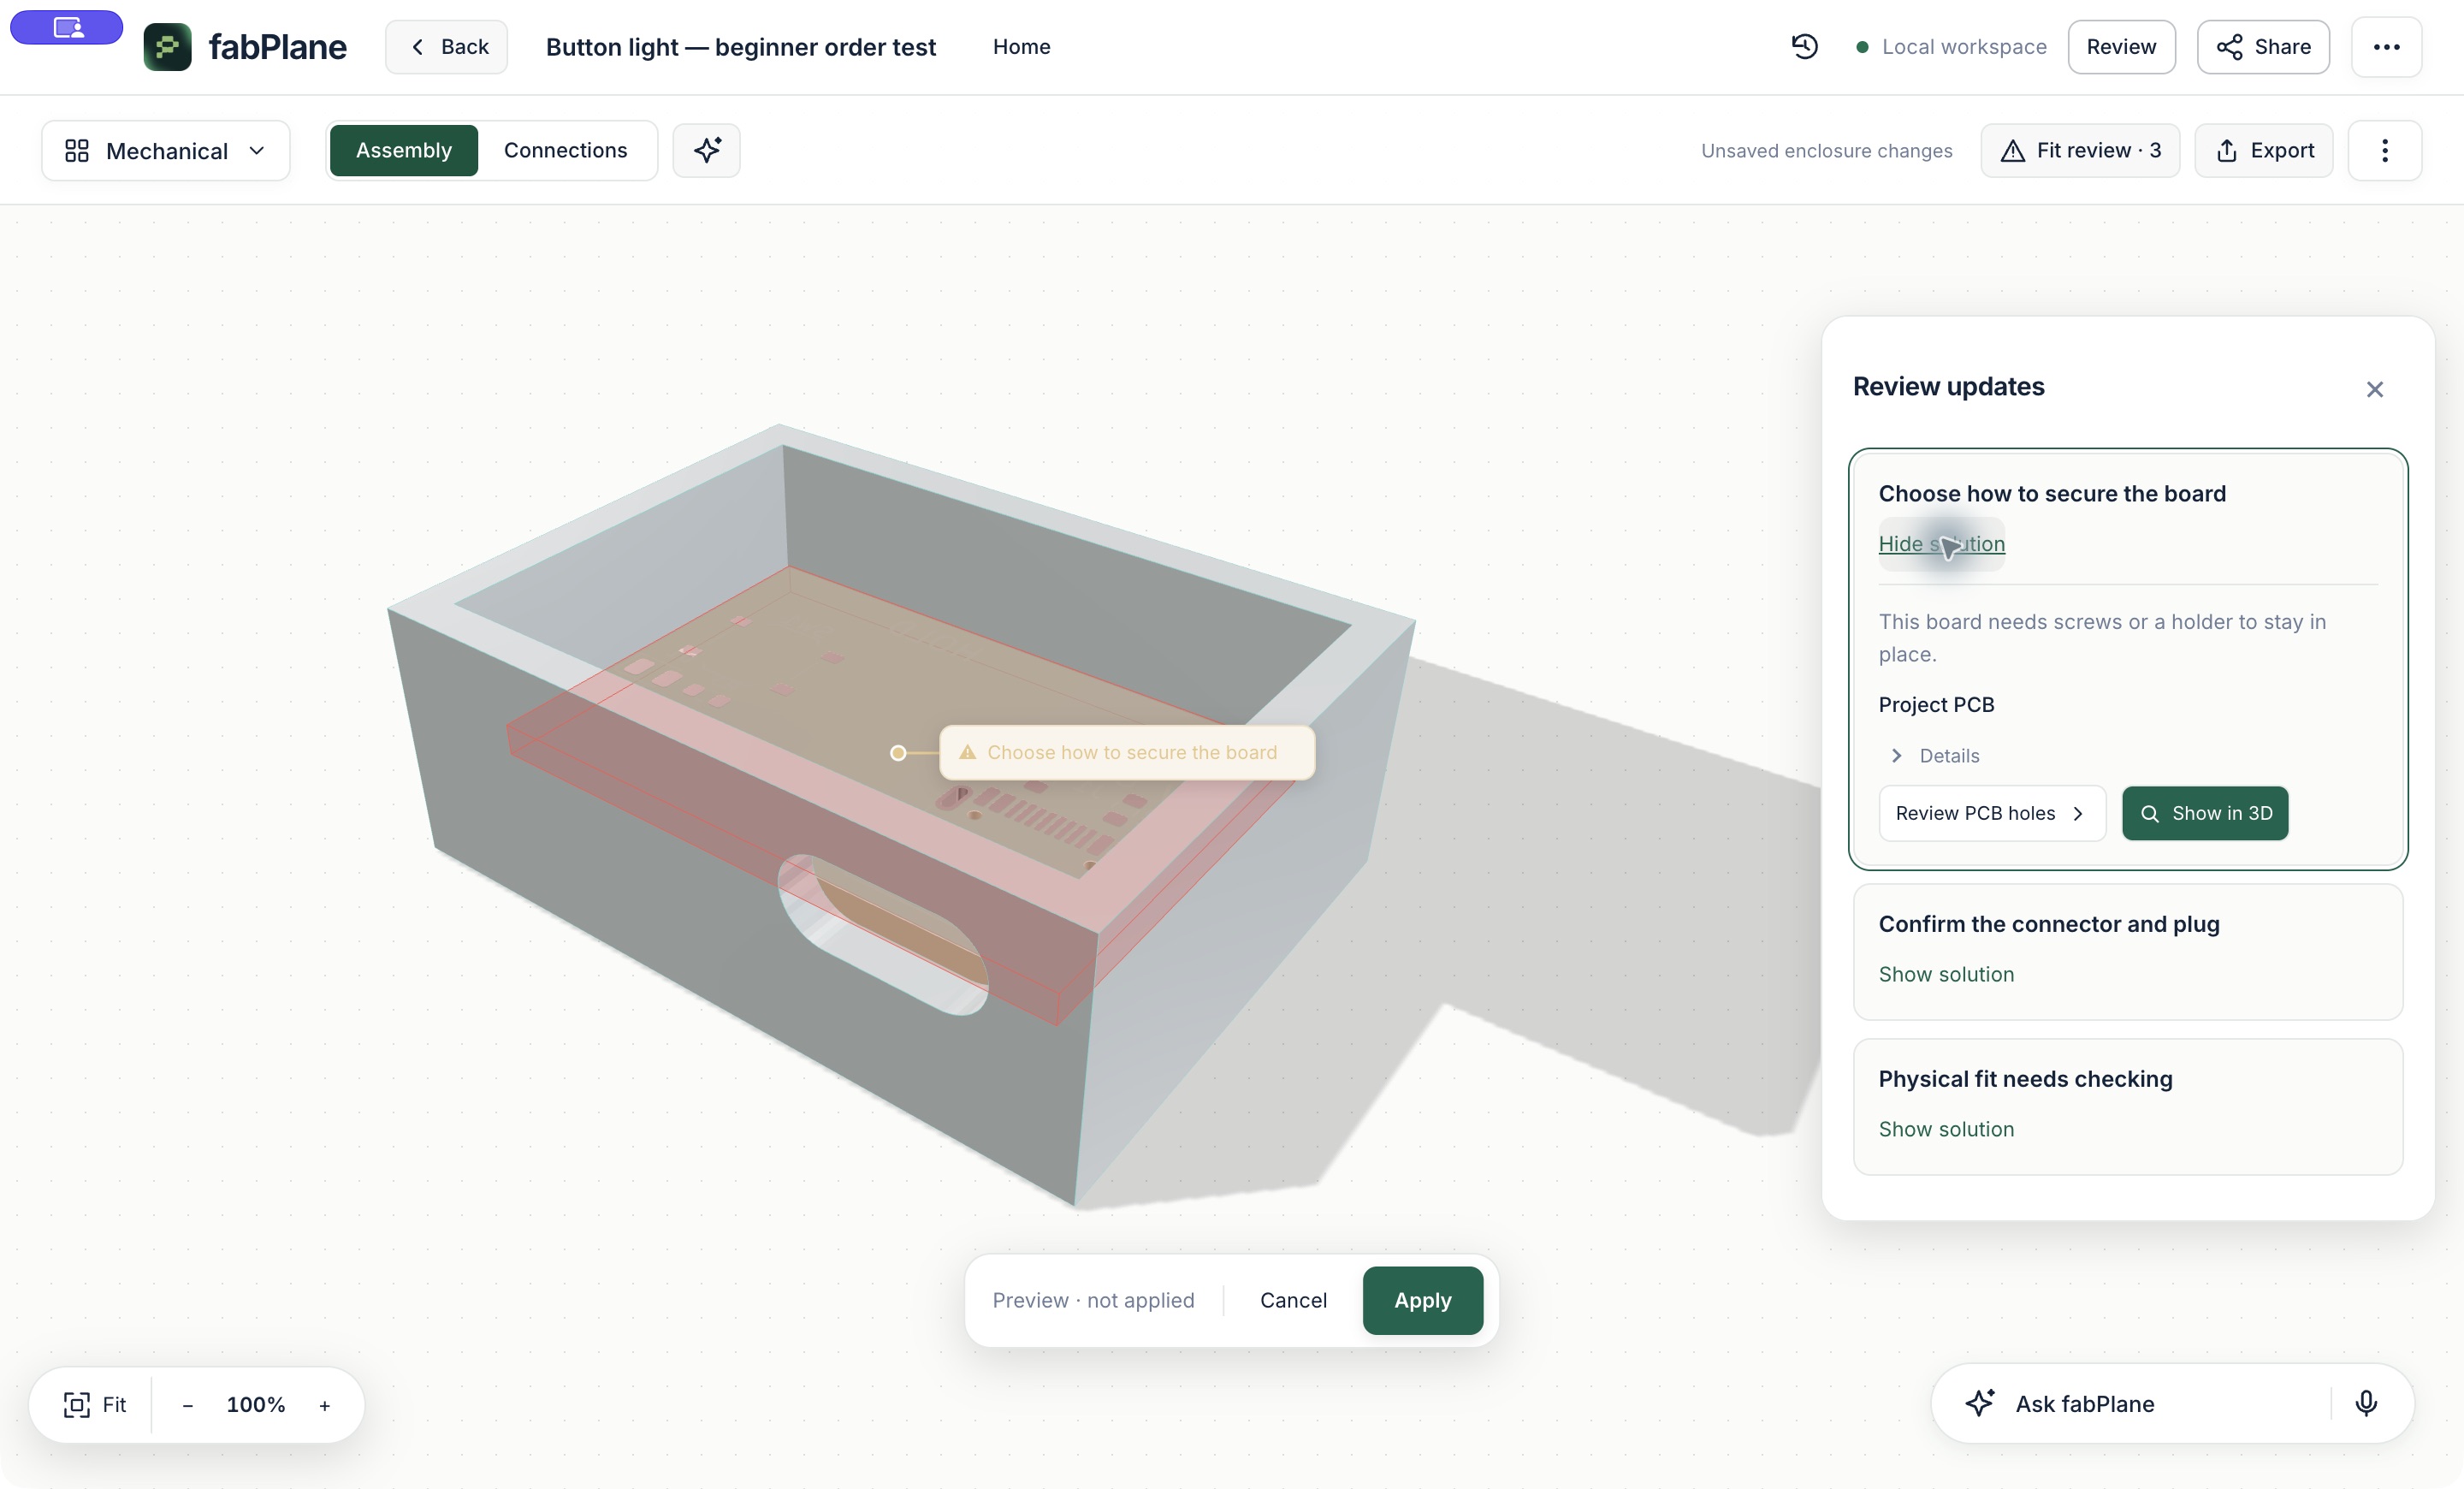 fabPlane
Back
Button light — beginner order test
Home
Local workspace
Review
Share
Mechanical
Assembly
Connections
Unsaved enclosure changes
Fit review · 3
Export
Review updates
Choose how to secure the board
Hide solution
This board needs screws or a holder to stay in
place.
Project PCB
Details
Review PCB holes
Show in 3D
Choose how to secure the board
Confirm the connector and plug
Show solution
Physical fit needs checking
Show solution
Preview · not applied
Cancel
Apply
Fit
− 100% +
Ask fabPlane